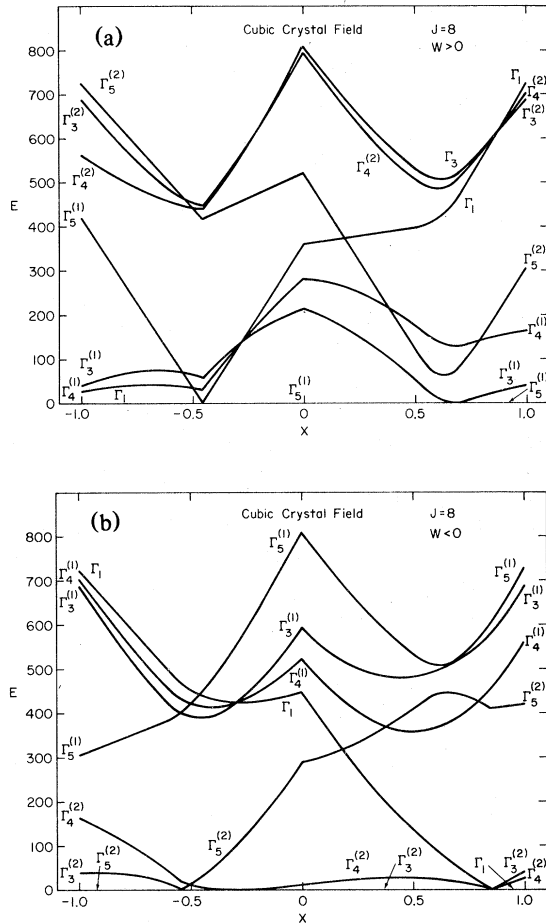 (a)
Cubic Crystal Field J=8
W>0
800
700
600
500
400
300
200
100
0
E
-1.0 -0.5 0 0.5 1.0
X
Γ5(2)
Γ3(2)
Γ4(2)
Γ5(1)
Γ3(1)
Γ4(1)
Γ1
Γ5(1)
Γ4(2)
Γ3
Γ1
Γ1
Γ4(2)
Γ3(2)
Γ5(2)
Γ4(1)
Γ3(1)
Γ5(1)
(b)
Cubic Crystal Field J=8
W<0
800
700
600
500
400
300
200
100
0
E
-1.0 -0.5 0 0.5 1.0
X
Γ4(1)
Γ1
Γ3(1)
Γ5(1)
Γ4(2)
Γ3(2)
Γ5(2)
Γ5(1)
Γ3(1)
Γ4(1)
Γ1
Γ5(2)
Γ4(2)
Γ3(2)
Γ5(1)
Γ3(1)
Γ4(1)
Γ5(2)
Γ1
Γ3(2)
Γ4(2)